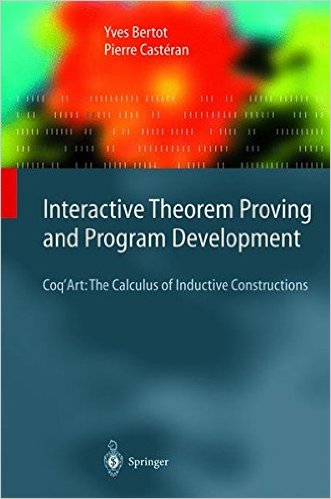 Yves Bertot
Pierre Castéran
Interactive Theorem Proving
and Program Development
Coq'Art: The Calculus of Inductive Constructions
Springer